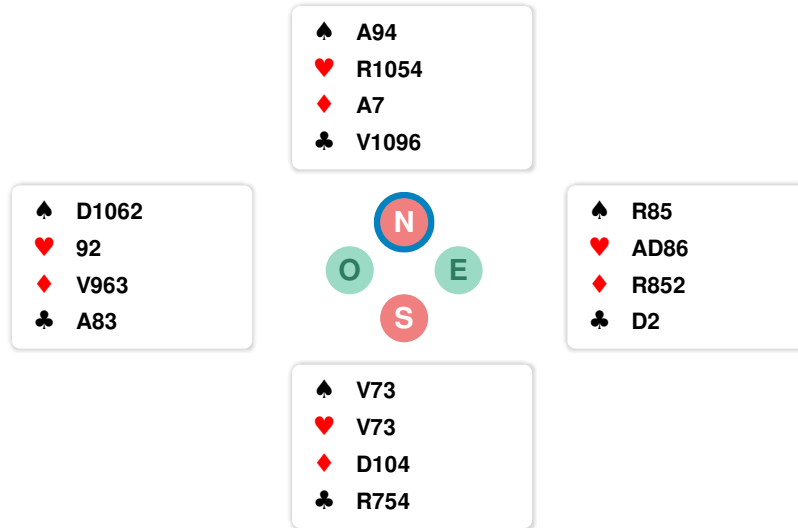 ♠ A94
♥ R1054
♦ A7
♣ V1096
♠ D1062
♥ 92
♦ V963
♣ A83
N
O E
S
♠ R85
♥ AD86
♦ R852
♣ D2
♠ V73
♥ V73
♦ D104
♣ R754